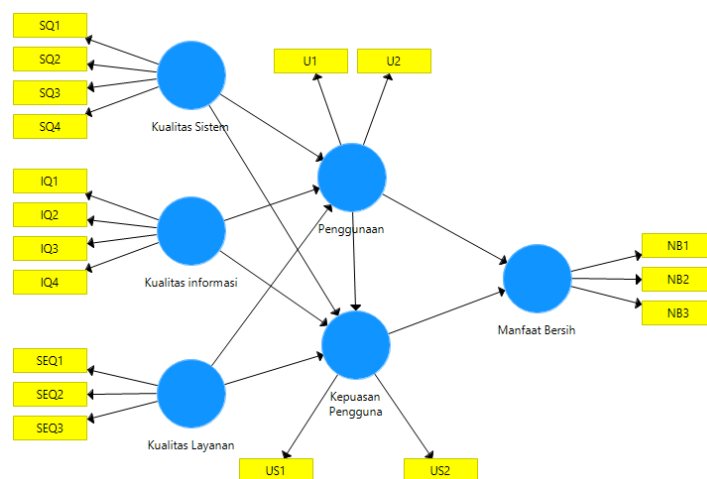 SQ1
SQ2
SQ3
SQ4
Kualitas Sistem
U1
U2
IQ1
IQ2
IQ3
IQ4
Kualitas informasi
Penggunaan
NB1
NB2
NB3
Manfaat Bersih
SEQ1
SEQ2
SEQ3
Kualitas Layanan
Kepuasan
Pengguna
US1
US2